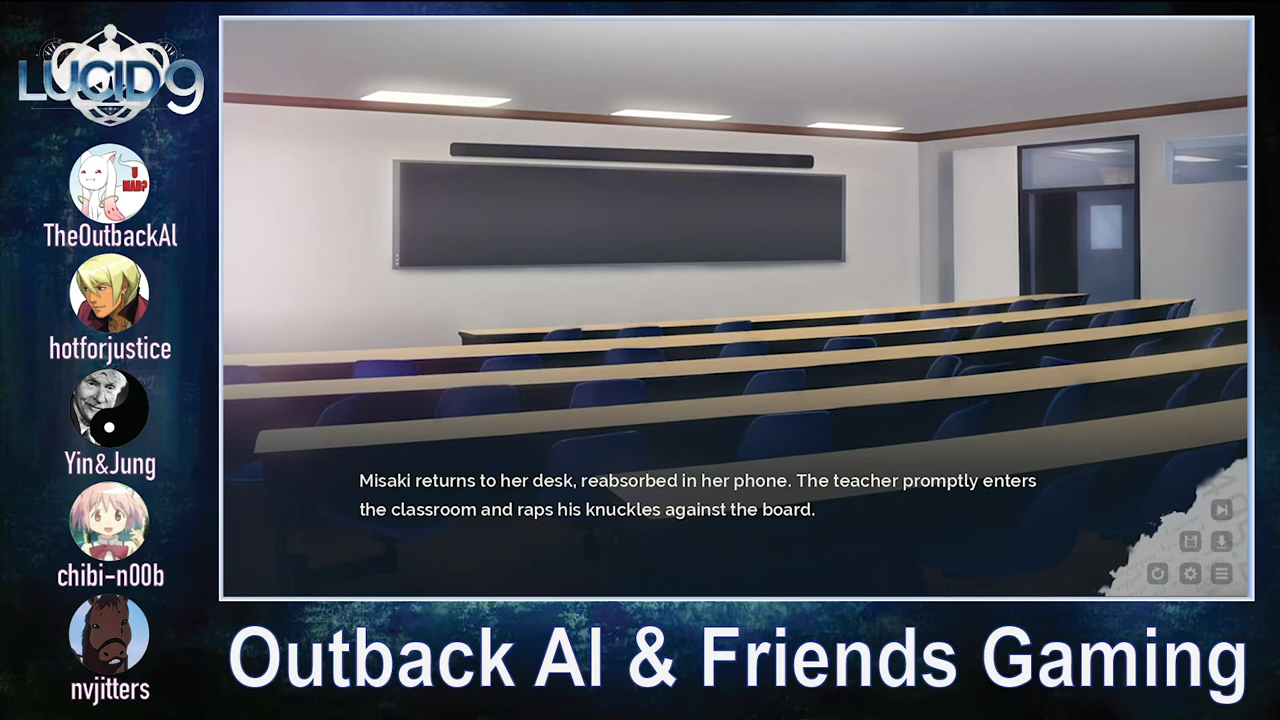 LUCID9
U
MAD?
TheOutbackAl
hotforjustice
Yin&Jung
chibi-n00b
nvjitters
Misaki returns to her desk, reabsorbed in her phone. The teacher promptly enters
the classroom and raps his knuckles against the board.
Outback Al & Friends Gaming